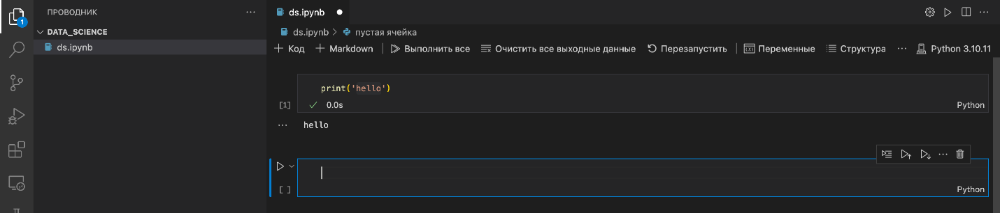 ПРОВОДНИК
DATA_SCIENCE
ds.ipynb
1
ds.ipynb
ds.ipynb > пустая ячейка
+ Код + Markdown | Выполнить все Очистить все выходные данные Перезапустить | Переменные Структура ... Python 3.10.11
print('hello')
[1] ✓ 0.0s Python
... hello
[ ] Python